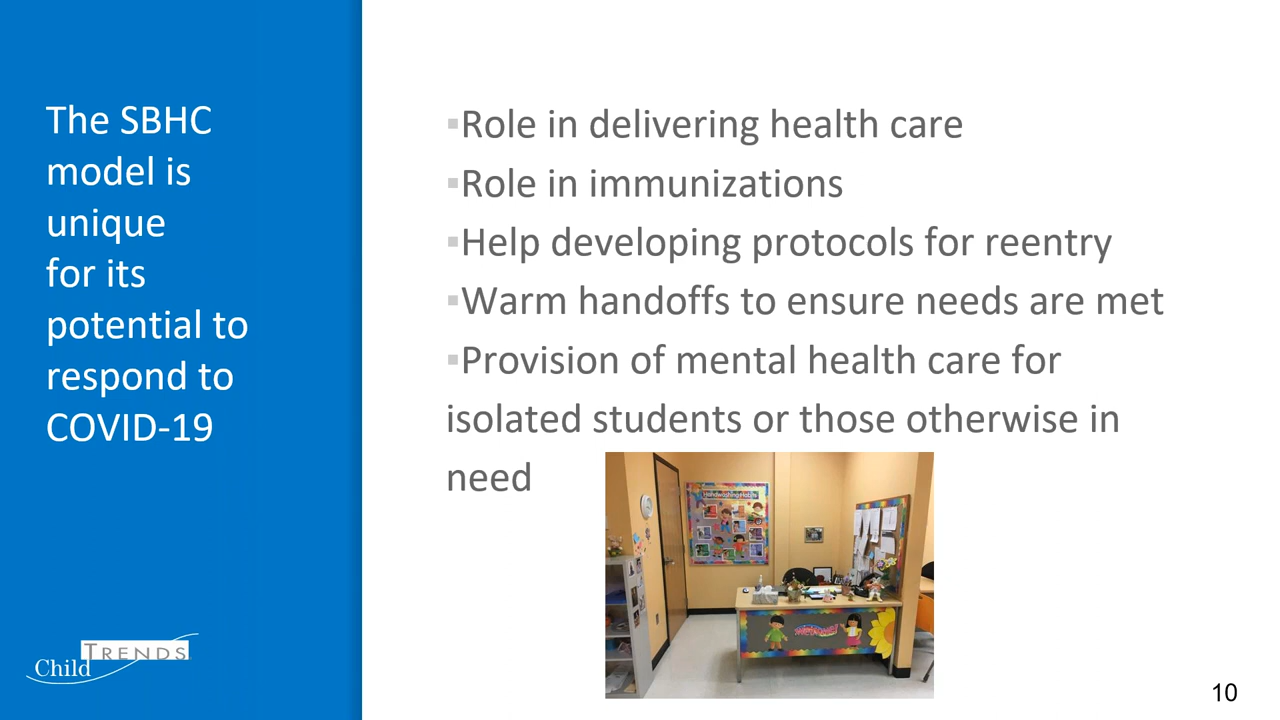 The SBHC
model is
unique
for its
potential to
respond to
COVID-19
▪Role in delivering health care
▪Role in immunizations
▪Help developing protocols for reentry
▪Warm handoffs to ensure needs are met
▪Provision of mental health care for
isolated students or those otherwise in
need
Handwashing Habits
Welcome!
Child TRENDS
10